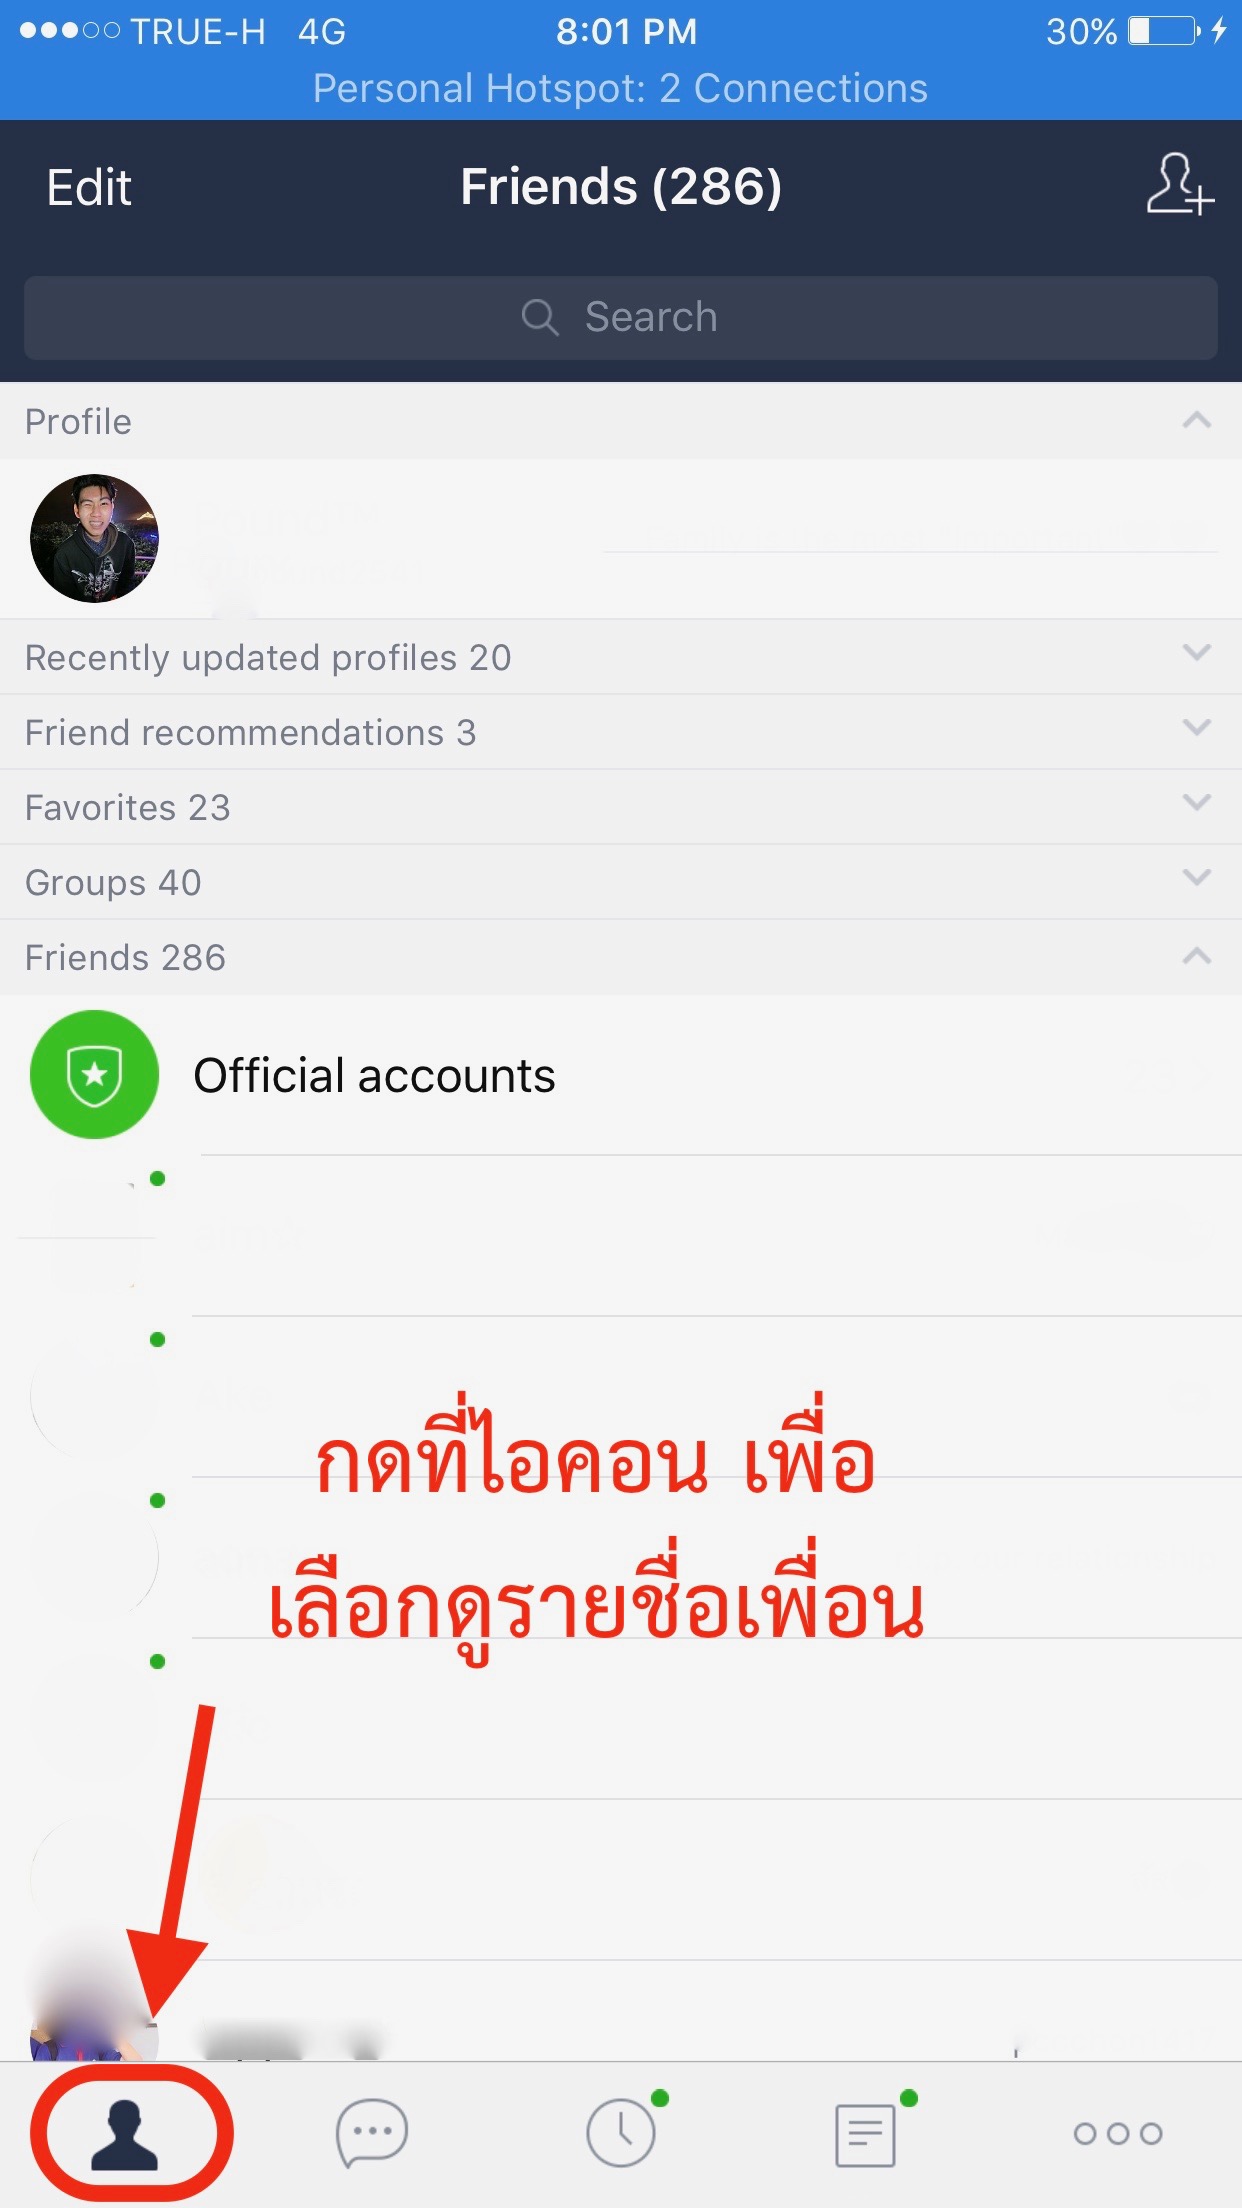 TRUE-H 4G 8:01 PM 30%
Personal Hotspot: 2 Connections
Edit Friends (286)
Search
Profile
Recently updated profiles 20
Friend recommendations 3
Favorites 23
Groups 40
Friends 286
Official accounts
กดที่ไอคอน เพื่อ
เลือกดูรายชื่อเพื่อน